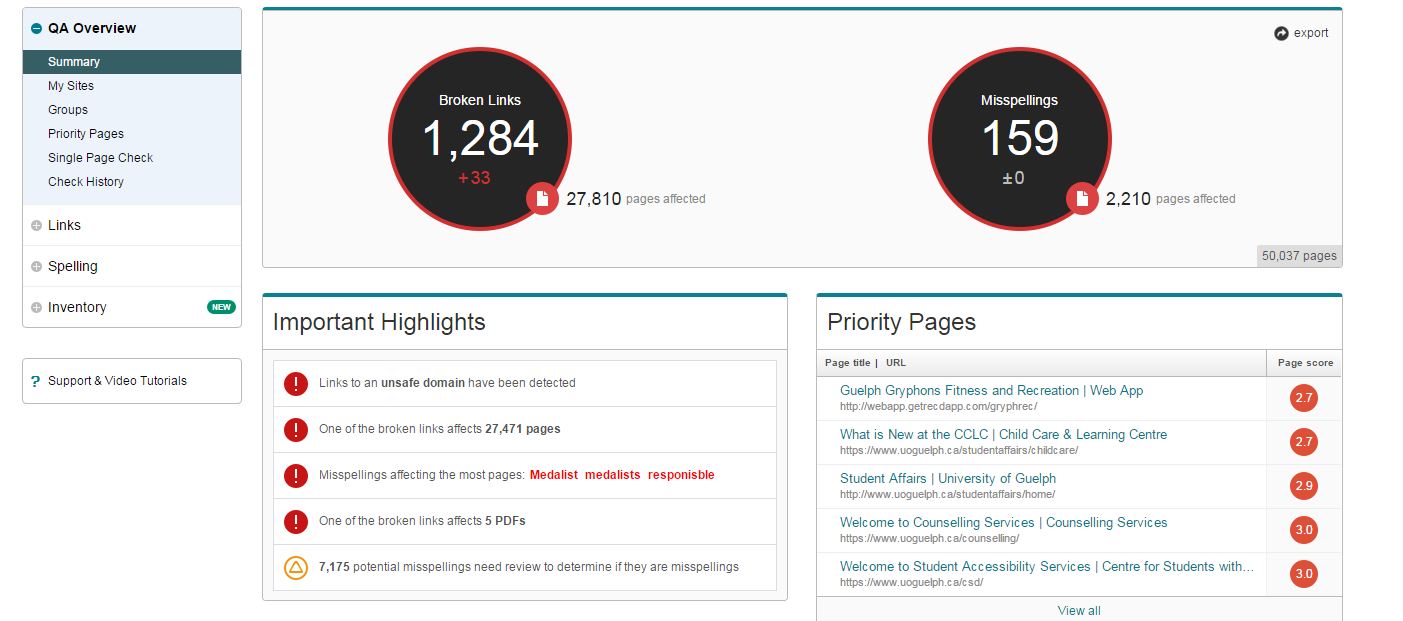 QA Overview
Summary
My Sites
Groups
Priority Pages
Single Page Check
Check History
Links
Spelling
Inventory NEW
? Support & Video Tutorials
export
Broken Links
1,284
+33
27,810 pages affected
Misspellings
159
±0
2,210 pages affected
50,037 pages
Important Highlights
! Links to an unsafe domain have been detected
! One of the broken links affects 27,471 pages
! Misspellings affecting the most pages: Medalist medalists responisble
! One of the broken links affects 5 PDFs
7,175 potential misspellings need review to determine if they are misspellings
Priority Pages
Page title | URL Page score
Guelph Gryphons Fitness and Recreation | Web App
http://webapp.getrecdapp.com/gryphrec/
2.7
What is New at the CCLC | Child Care & Learning Centre
https://www.uoguelph.ca/studentaffairs/childcare/
2.7
Student Affairs | University of Guelph
http://www.uoguelph.ca/studentaffairs/home/
2.9
Welcome to Counselling Services | Counselling Services
https://www.uoguelph.ca/counselling/
3.0
Welcome to Student Accessibility Services | Centre for Students with...
https://www.uoguelph.ca/csd/
3.0
View all